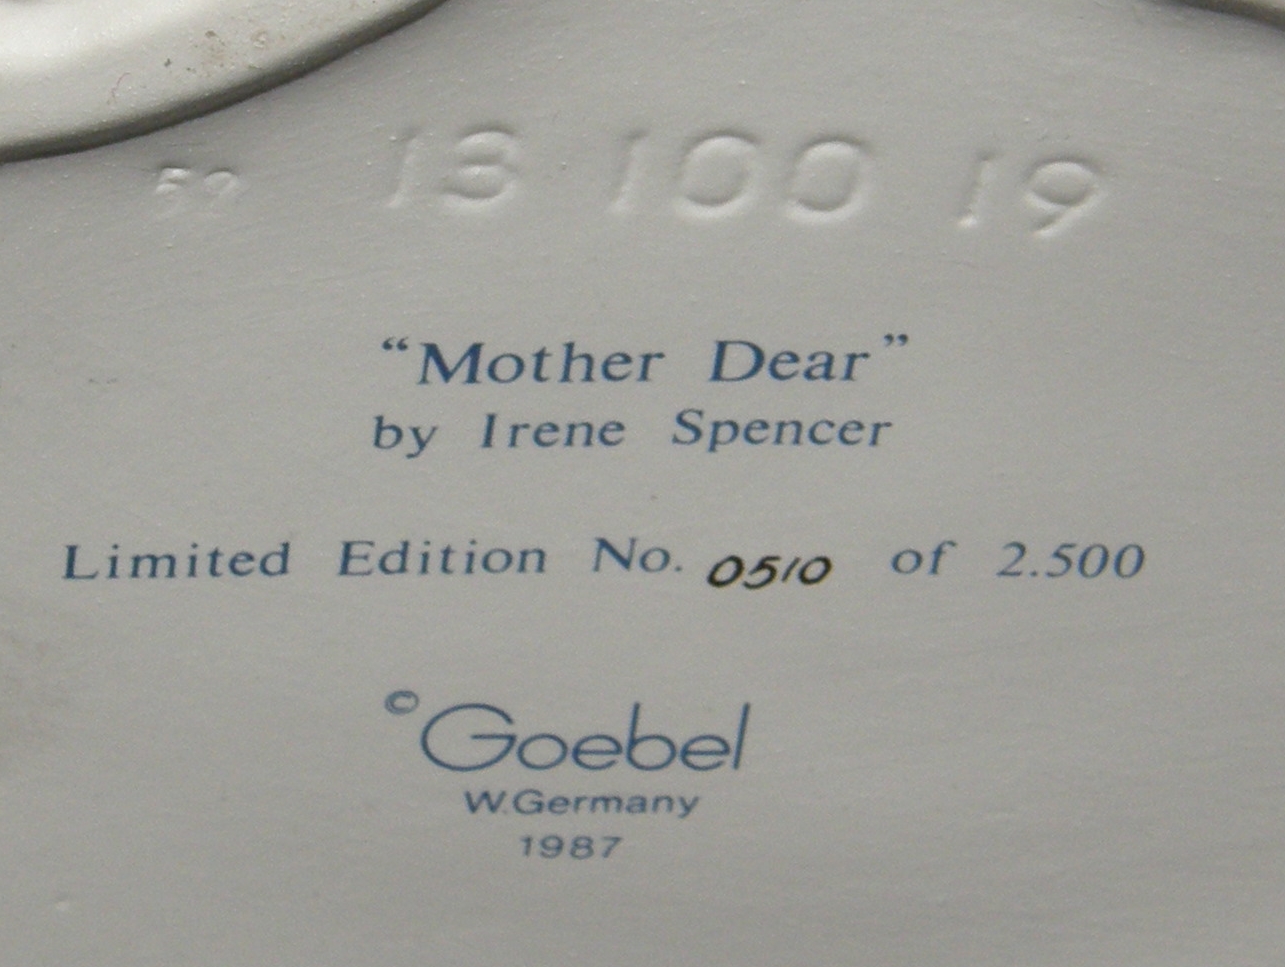 13 100 19
“Mother Dear”
by Irene Spencer
Limited Edition No. 0510 of 2.500
©Goebel
W.Germany
1987